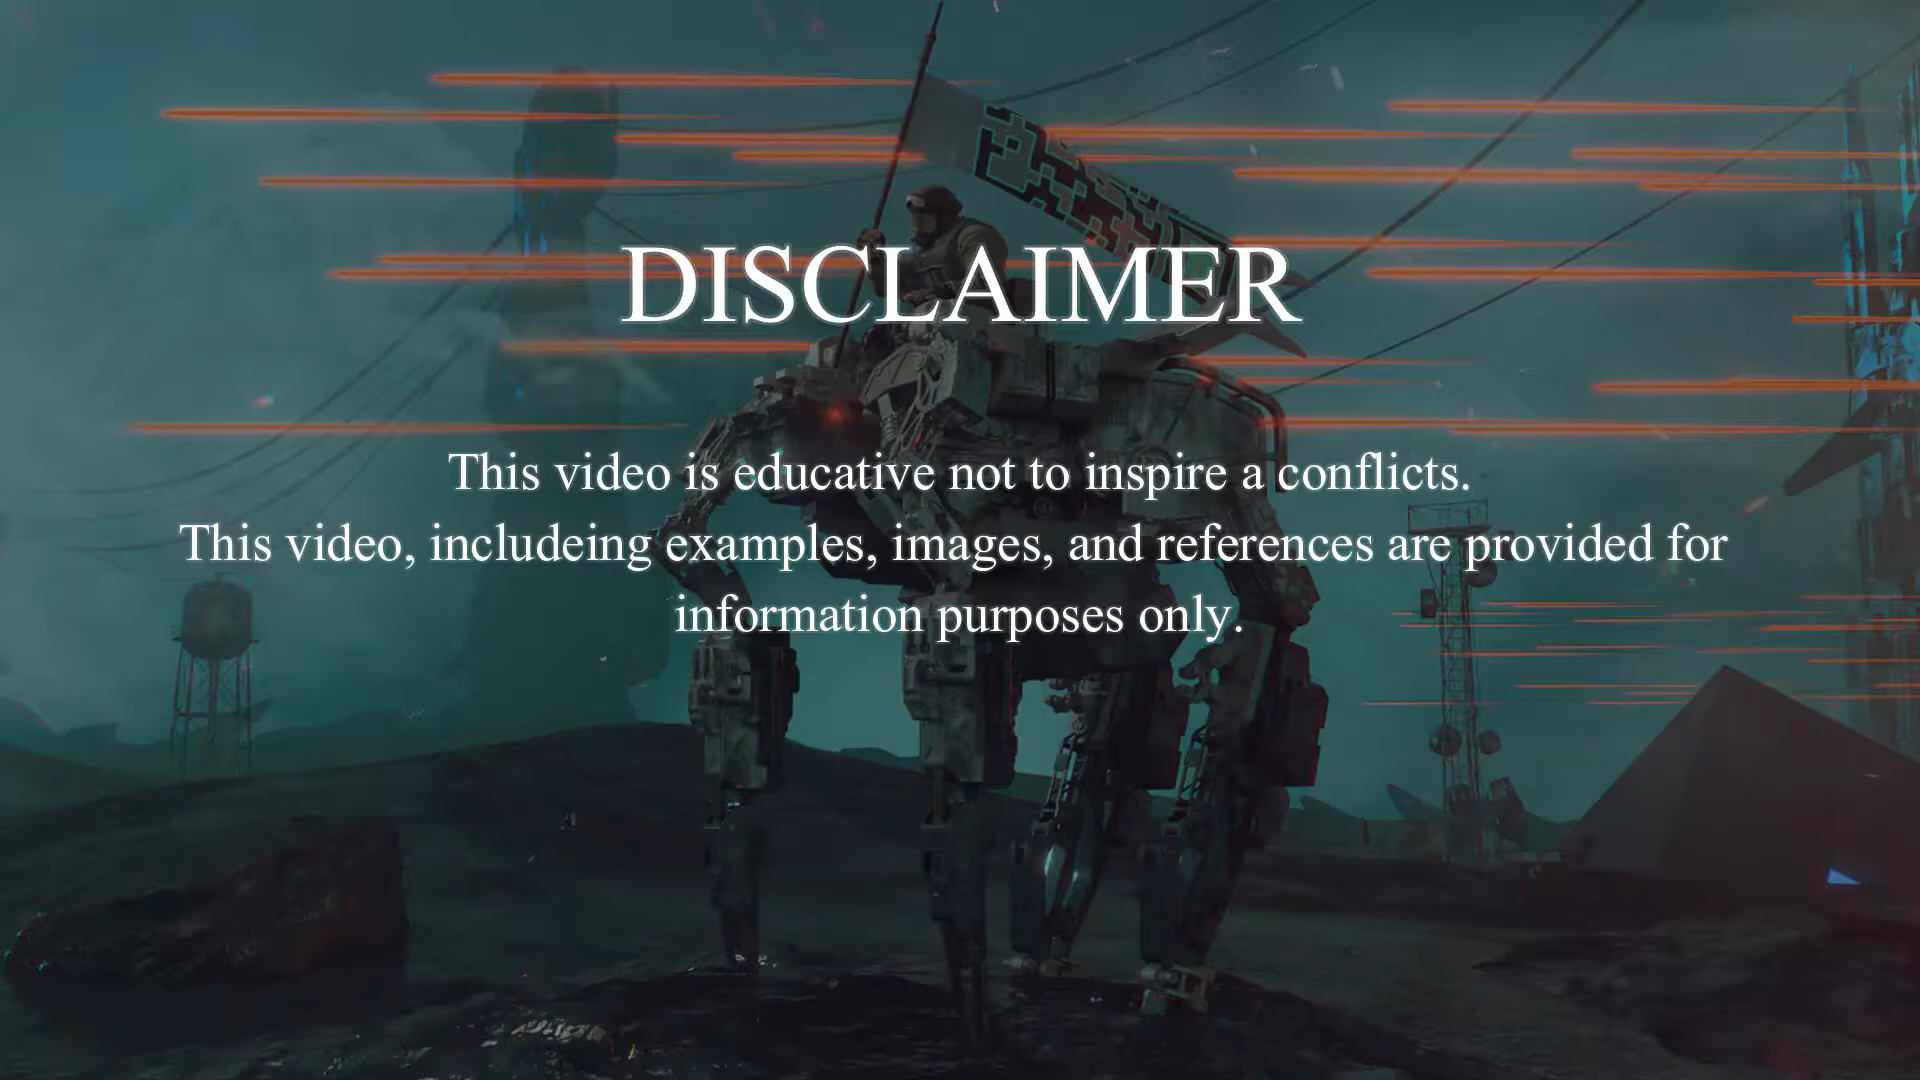 DISCLAIMER
This video is educative not to inspire a conflicts.
This video, includeing examples, images, and references are provided for
information purposes only.